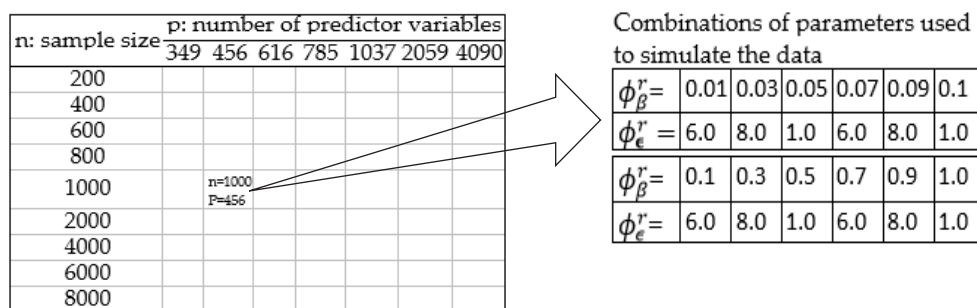 p: number of predictor variables
n: sample size
349 456 616 785 1037 2059 4090
200
400
600
800
1000
n=1000
P=456
2000
4000
6000
8000
Combinations of parameters used
to simulate the data
ϕ_β^r= 0.01 0.03 0.05 0.07 0.09 0.1
ϕ_ϵ^r = 6.0 8.0 1.0 6.0 8.0 1.0
ϕ_β^r= 0.1 0.3 0.5 0.7 0.9 1.0
ϕ_ϵ^r= 6.0 8.0 1.0 6.0 8.0 1.0